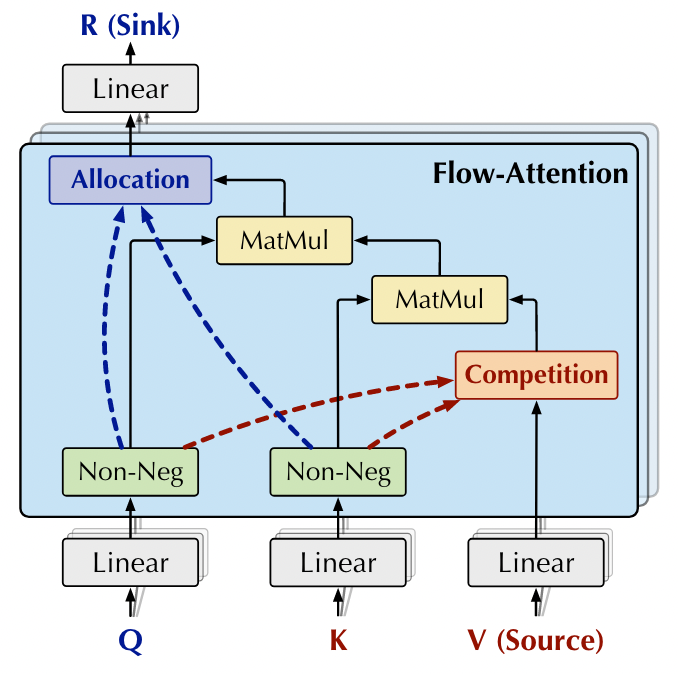 R (Sink)
Linear
Flow-Attention
Allocation
MatMul
MatMul
Competition
Non-Neg
Non-Neg
Linear
Linear
Linear
Q
K
V (Source)